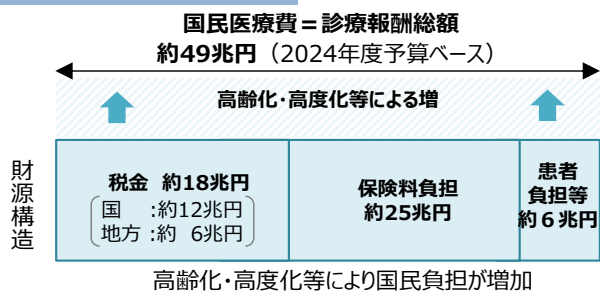 国民医療費＝診療報酬総額
約49兆円（2024年度予算ベース）
高齢化・高度化等による増
財源構造
税金 約18兆円
国　:約12兆円
地方:約 6兆円
保険料負担
約25兆円
患者
負担等
約６兆円
高齢化・高度化等により国民負担が増加